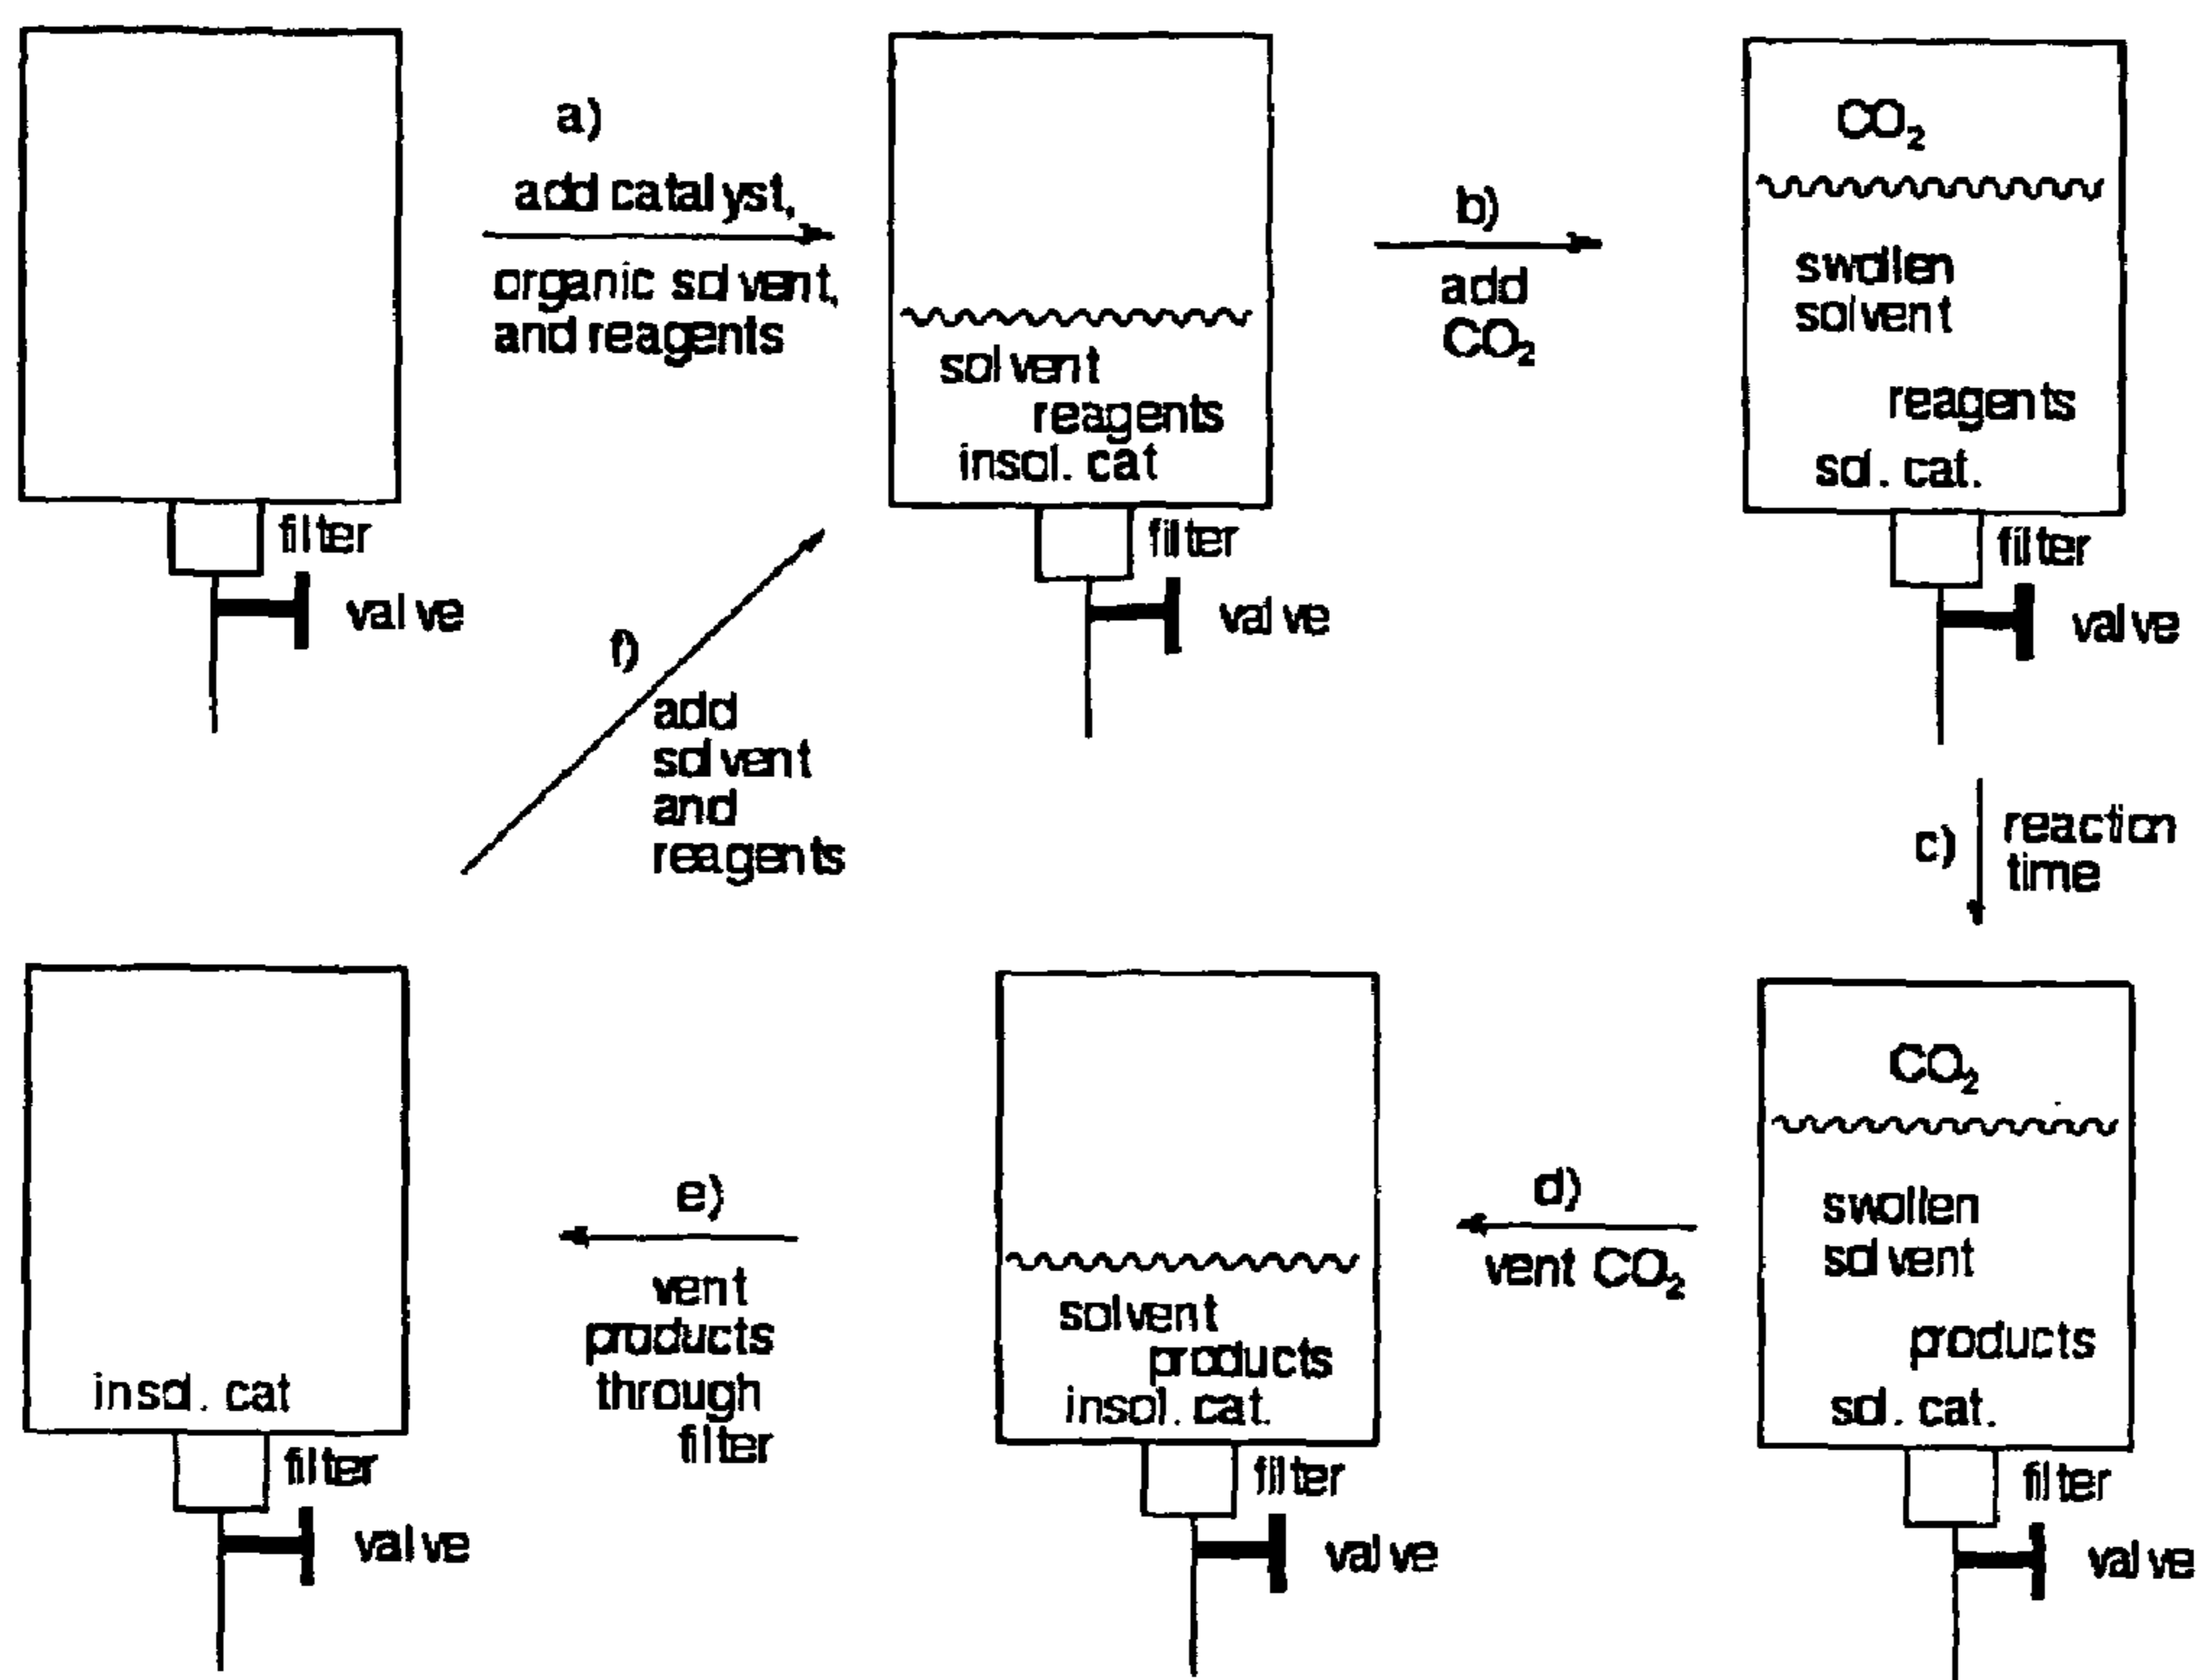 a)
add catalyst,
organic solvent,
and reagents
solvent
reagents
insol. cat
filter
valve
filter
valve
b)
add
CO₂
CO₂
swollen
solvent
reagents
sol. cat.
filter
valve
f)
add
solvent
and
reagents
c)
reaction
time
CO₂
swollen
solvent
products
sol. cat.
filter
valve
d)
vent CO₂
solvent
products
insol. cat.
filter
valve
e)
vent
products
through
filter
insol. cat
filter
valve